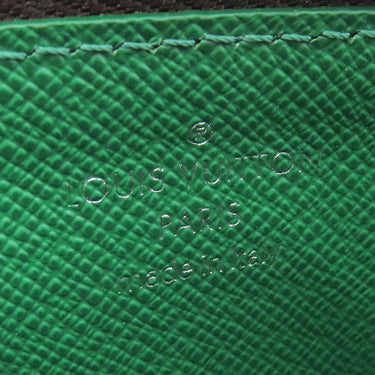 ®
LOUIS VUITTON
PARIS
made in Italy